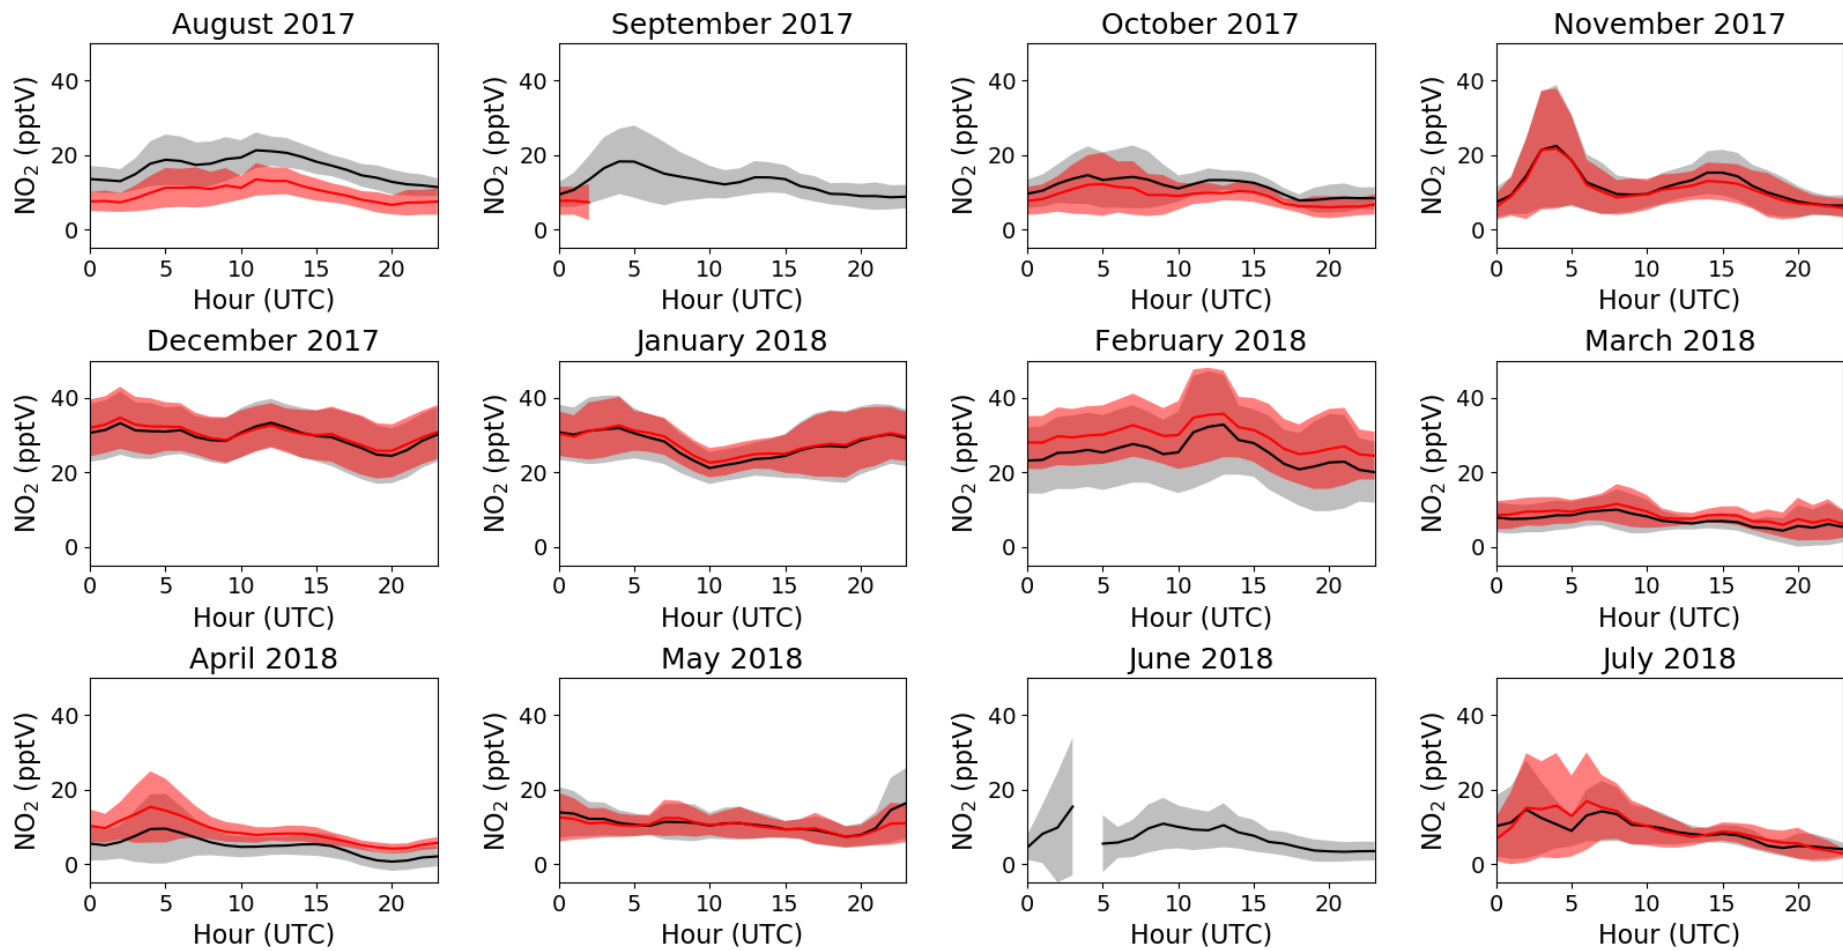 August 2017 September 2017 October 2017 November 2017
NO₂ (pptV) NO₂ (pptV) NO₂ (pptV) NO₂ (pptV)
40 40 40 40
20 20 20 20
0 0 0 0
0 5 10 15 20 0 5 10 15 20 0 5 10 15 20 0 5 10 15 20
Hour (UTC) Hour (UTC) Hour (UTC) Hour (UTC)
December 2017 January 2018 February 2018 March 2018
NO₂ (pptV) NO₂ (pptV) NO₂ (pptV) NO₂ (pptV)
40 40 40 40
20 20 20 20
0 0 0 0
0 5 10 15 20 0 5 10 15 20 0 5 10 15 20 0 5 10 15 20
Hour (UTC) Hour (UTC) Hour (UTC) Hour (UTC)
April 2018 May 2018 June 2018 July 2018
NO₂ (pptV) NO₂ (pptV) NO₂ (pptV) NO₂ (pptV)
40 40 40 40
20 20 20 20
0 0 0 0
0 5 10 15 20 0 5 10 15 20 0 5 10 15 20 0 5 10 15 20
Hour (UTC) Hour (UTC) Hour (UTC) Hour (UTC)